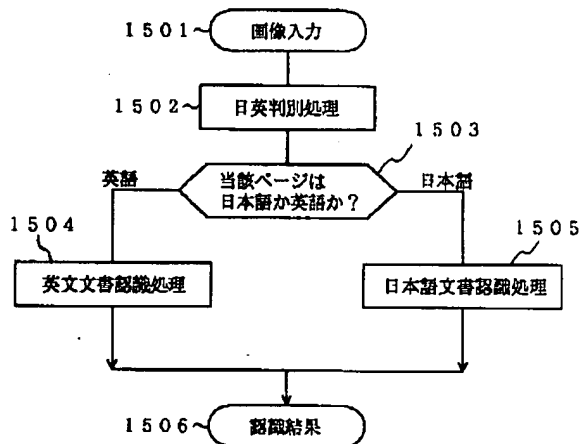 １５０１
画像入力
１５０２
日英判別処理
１５０３
当該ページは
日本語か英語か？
英語
日本語
１５０４
英文文書認識処理
１５０５
日本語文書認識処理
１５０６
認識結果